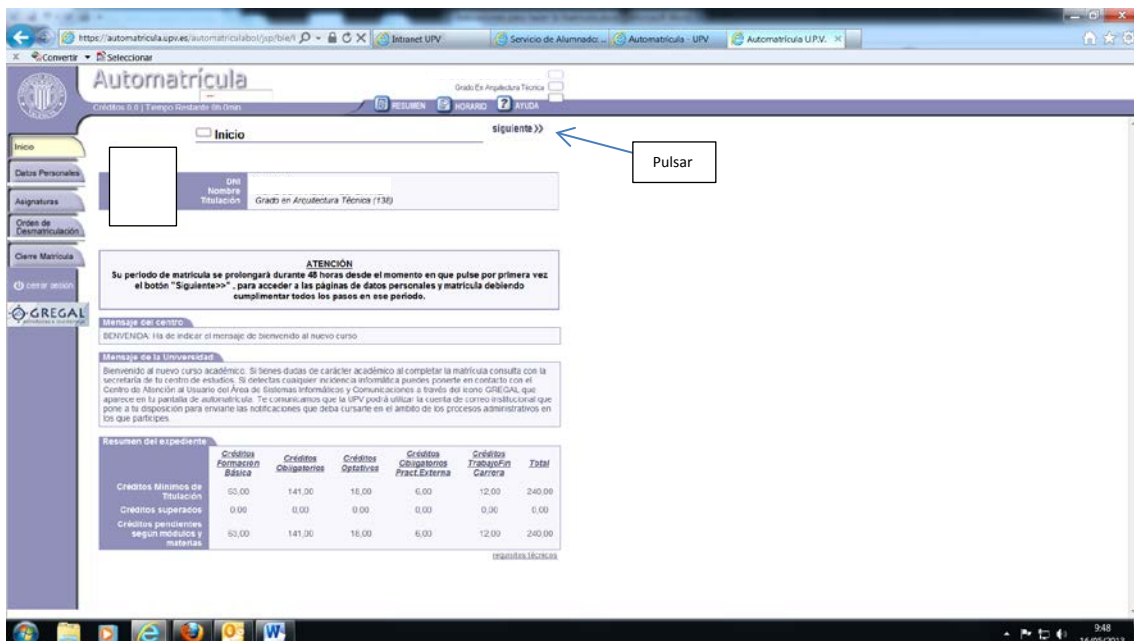 https://automatricula.upv.es/automatriculabol/jsp/bie/I
Intranet UPV
Servicio de Alumnado: ...
Automatrícula - UPV
Automatrícula U.P.V.
Convertir
Seleccionar
Automatrícula
Grado En Arquitectura Técnica
Créditos 0.0 | Tiempo Restante 0h 0min
RESUMEN
HORARIO
AYUDA
Inicio
siguiente >>
Pulsar
Inicio
Datos Personales
Asignaturas
Orden de
Desmatriculación
Cierre Matrícula
cerrar sesión
GREGAL
DNI
Nombre
Titulación Grado en Arquitectura Técnica (138)
ATENCIÓN
Su periodo de matrícula se prolongará durante 48 horas desde el momento en que pulse por primera vez
el botón "Siguiente>>" , para acceder a las páginas de datos personales y matrícula debiendo
cumplimentar todos los pasos en ese periodo.
Mensaje del centro
BENVENIDA: Ha de indicar el mensaje de bienvenido al nuevo curso
Mensaje de la Universidad
Bienvenido al nuevo curso académico. Si tienes dudas de carácter académico al completar la matrícula consulta con la
secretaría de tu centro de estudios. Si detectas cualquier incidencia informática puedes ponerte en contacto con el
Centro de Atención al Usuario del Área de Sistemas Informáticos y Comunicaciones a través del icono GREGAL, que
aparece en tu pantalla de automatrícula. Te comunicamos que la UPV podrá utilizar la cuenta de correo institucional que
pone a tu disposición para enviarte las notificaciones que deba cursarte en el ámbito de los procesos administrativos en
los que participes
Resumen del expediente
Créditos Formación Básica
Créditos Obligatorios
Créditos Optativos
Créditos Obligatorios Pract.Externa
Créditos TrabajoFin Carrera
Total
Créditos Mínimos de Titulación 141,00 18,00 6,00 12,00 240,00
Créditos superados 0,00 0,00 0,00 0,00 0,00 0,00
Créditos pendientes según módulos y materias 141,00 18,00 6,00 12,00 240,00
requisitos técnicos
9:48
16/05/2013